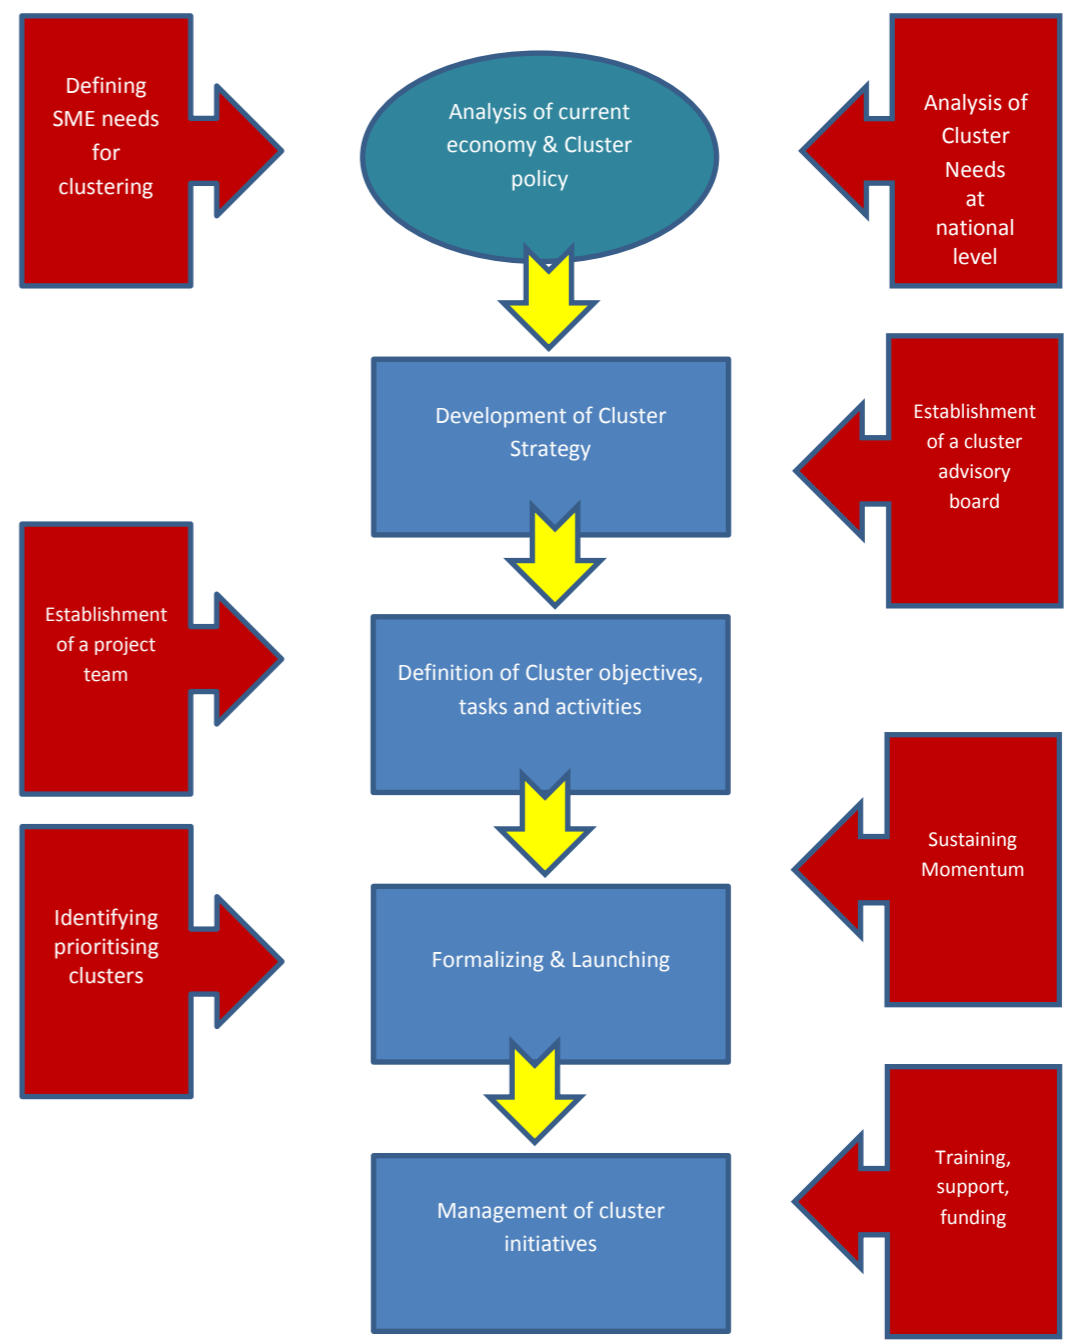 Defining
SME needs
for
clustering
Analysis of current
economy & Cluster
policy
Analysis of
Cluster
Needs
at
national
level
Development of Cluster
Strategy
Establishment
of a cluster
advisory
board
Establishment
of a project
team
Definition of Cluster objectives,
tasks and activities
Sustaining
Momentum
Identifying
prioritising
clusters
Formalizing & Launching
Training,
support,
funding
Management of cluster
initiatives